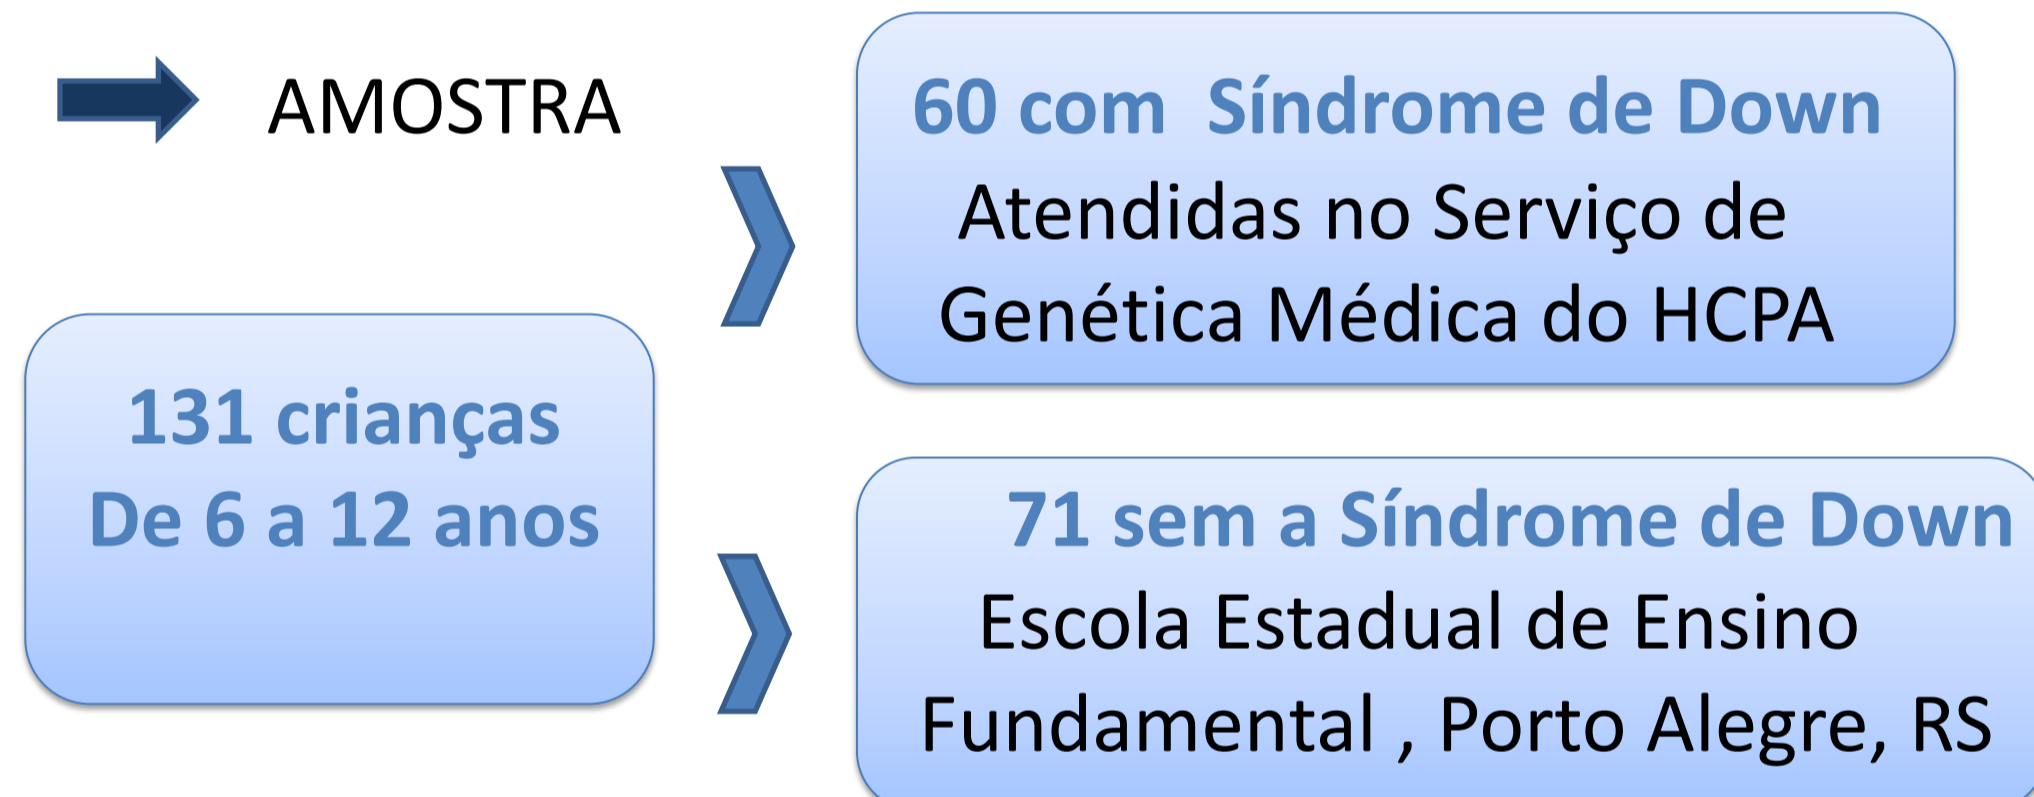 AMOSTRA
131 crianças
De 6 a 12 anos
60 com Síndrome de Down
Atendidas no Serviço de
Genética Médica do HCPA
71 sem a Síndrome de Down
Escola Estadual de Ensino
Fundamental , Porto Alegre, RS